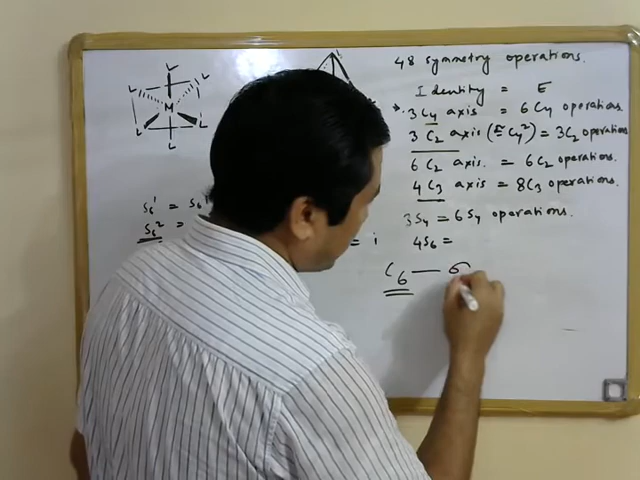 48 symmetry operations.
Identity = E
3C₄ axis = 6C₄ operations.
3C₂ axis (≡ C₄²) = 3C₂ operations
6C₂ axis. = 6C₂ operations.
4C₃ axis = 8C₃ operations.
3S₄ = 6S₄ operations.
4S₆ =
C₆ — σ
L
L L
M
L L
L
L
S₆¹ = S₆¹
S₆² =
= i